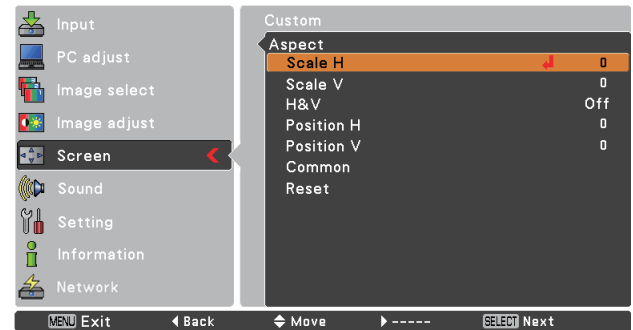 Input
PC adjust
Image select
Image adjust
Screen
Sound
Setting
Information
Network
Custom
Aspect
Scale H 0
Scale V 0
H&V Off
Position H 0
Position V 0
Common
Reset
MENU Exit Back Move ----- SELECT Next